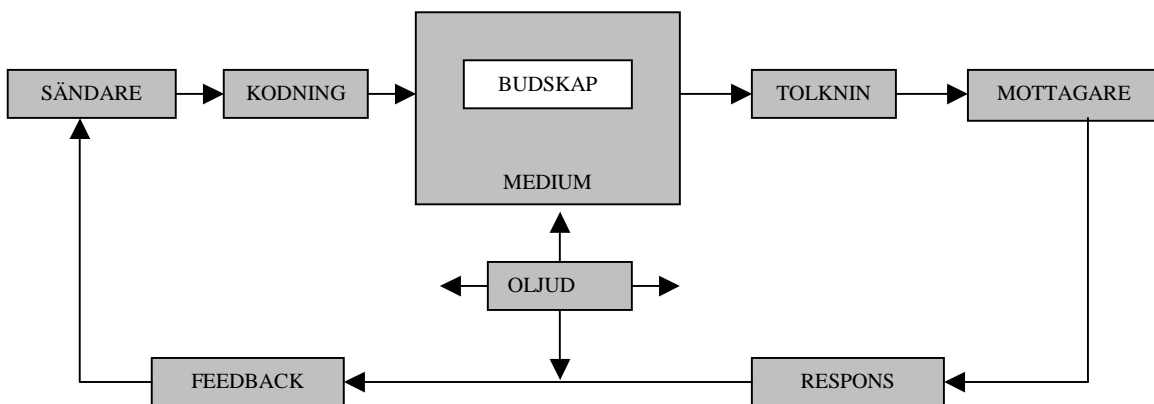 SÄNDARE
KODNING
BUDSKAP
MEDIUM
TOLKNIN
MOTTAGARE
OLJUD
FEEDBACK
RESPONS